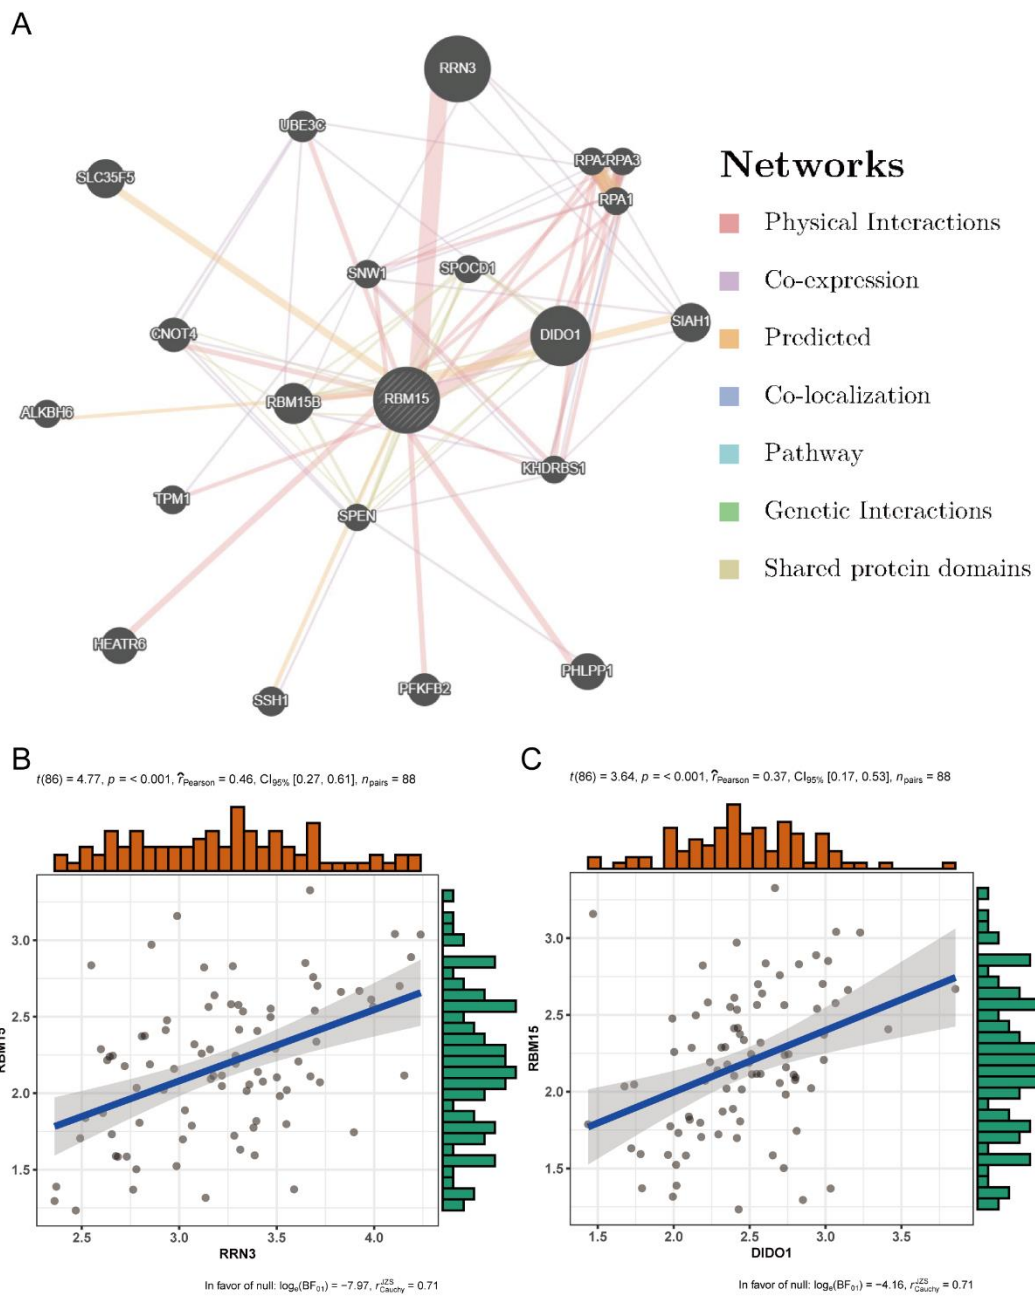 A
RRN3
UBE3C
SLC35F5
RPA3
RPA1
SNW1
SPOCD1
CNOT4
DIDO1
SIAH1
RBM15B
RBM15
ALKBH6
KHDRBS1
TPM1
SPEN
HEATR6
PHLPP1
SSH1
PFKFB2
Networks
Physical Interactions
Co-expression
Predicted
Co-localization
Pathway
Genetic Interactions
Shared protein domains
B
t(86) = 4.77, p = < 0.001, r̂Pearson = 0.46, CI95% [0.27, 0.61], npairs = 88
3.0
2.5
2.0
1.5
RBM15
2.5 3.0 3.5 4.0
RRN3
In favor of null: loge(BF01) = −7.97, rJZSCauchy = 0.71
C
t(86) = 3.64, p = < 0.001, r̂Pearson = 0.37, CI95% [0.17, 0.53], npairs = 88
3.0
2.5
2.0
1.5
RBM15
1.5 2.0 2.5 3.0 3.5
DIDO1
In favor of null: loge(BF01) = −4.16, rJZSCauchy = 0.71